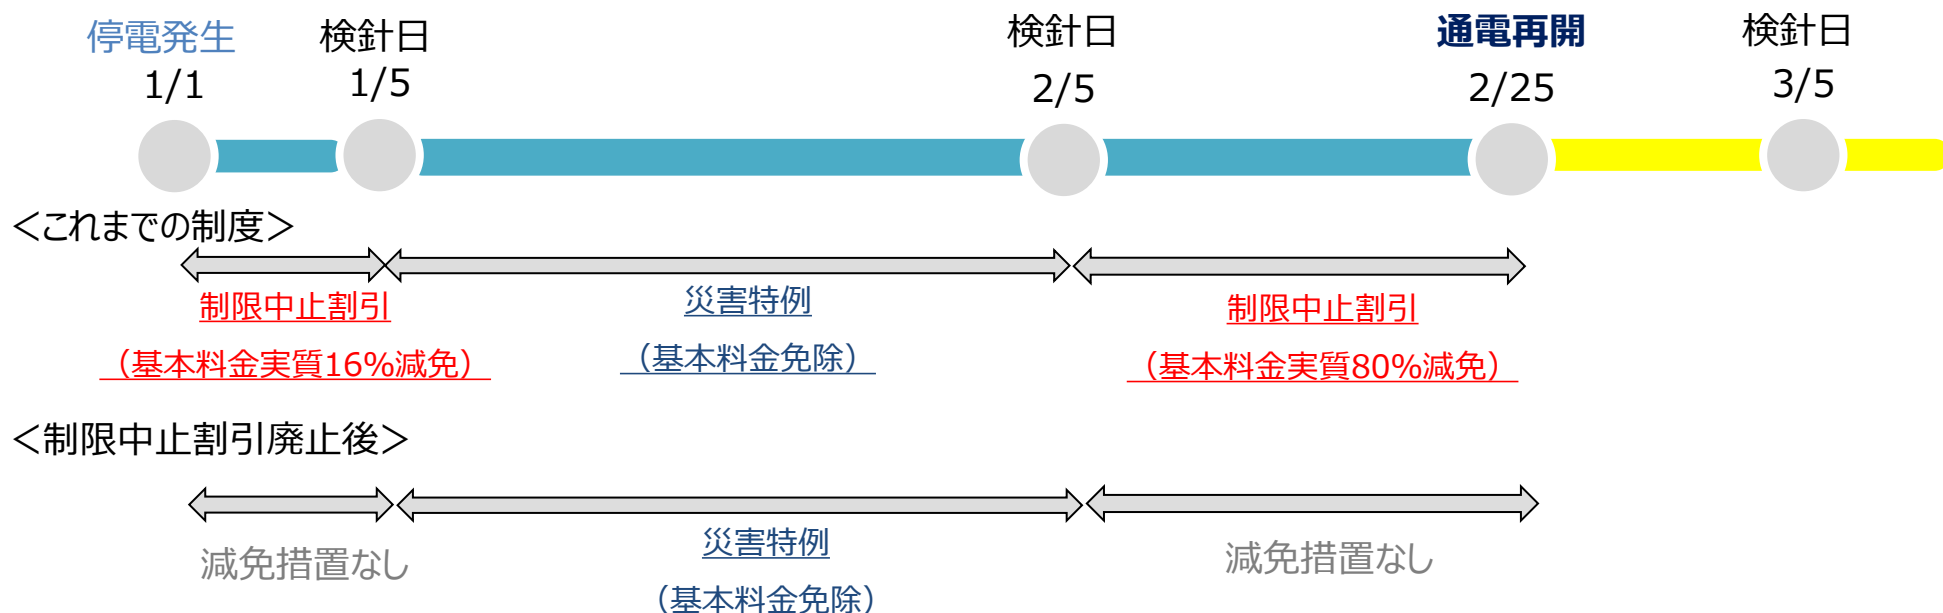 停電発生
1/1
検針日
1/5
検針日
2/5
通電再開
2/25
検針日
3/5
＜これまでの制度＞
制限中止割引
（基本料金実質16%減免）
災害特例
（基本料金免除）
制限中止割引
（基本料金実質80%減免）
＜制限中止割引廃止後＞
減免措置なし
災害特例
（基本料金免除）
減免措置なし